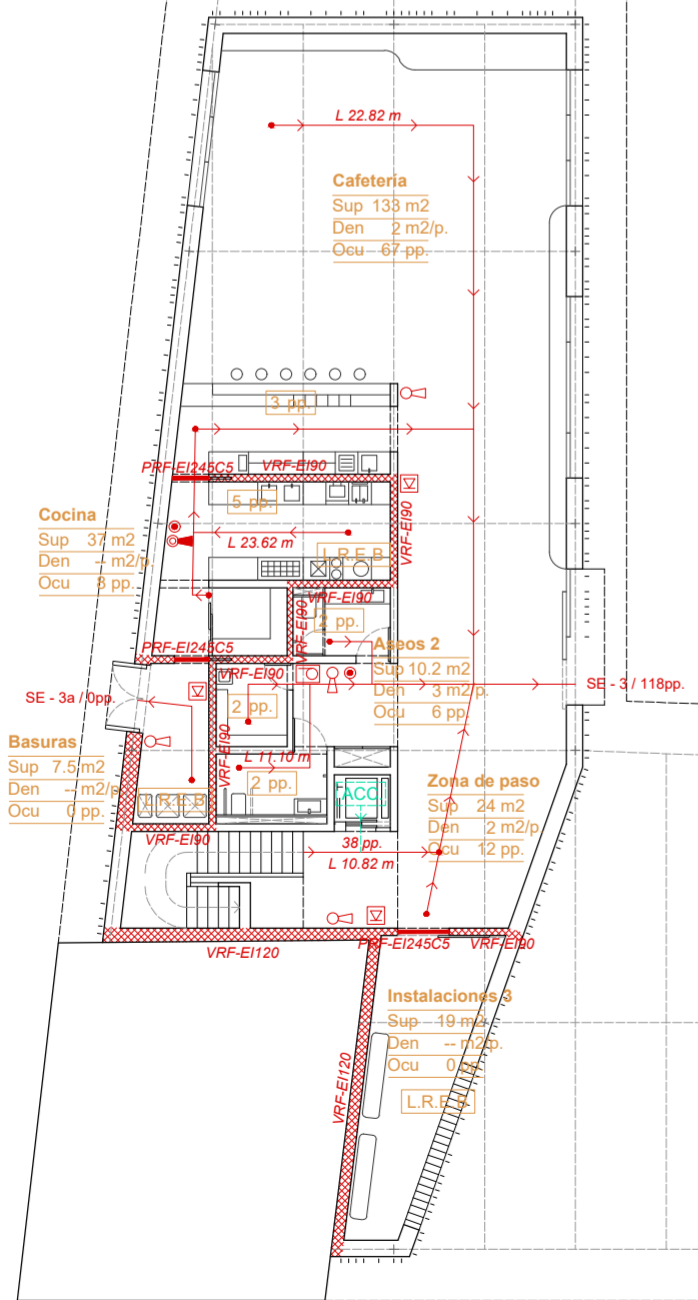 L 22.82 m
Cafetería
Sup 133 m2
Den 2 m2/p.
Ocu 67 pp.
3 pp.
PRF-EI245C5
VRF-EI90
5 pp.
VRF-EI90
Cocina
Sup 37 m2
Den -- m2/p.
Ocu 8 pp.
L 23.62 m
L.R.E.B
VRF-EI90
VRF-EI90
2 pp.
PRF-EI245C5
VRF-EI90
Aseos 2
Sup 10.2 m2
Den 3 m2/p.
Ocu 6 pp.
SE - 3a / 0pp.
SE - 3 / 118pp.
2 pp.
VRF-EI90
Basuras
Sup 7.5 m2
Den -- m2/p
Ocu 0 pp.
L.R.E.B
L 11.10 m
2 pp.
ACC
Zona de paso
Sup 24 m2
Den 2 m2/p
Ocu 12 pp.
VRF-EI90
38 pp.
L 10.82 m
VRF-EI120
PRF-EI245C5
VRF-EI90
Instalaciones 3
Sup 19 m2
Den -- m2/p.
Ocu 0 pp.
L.R.E.B
VRF-EI120